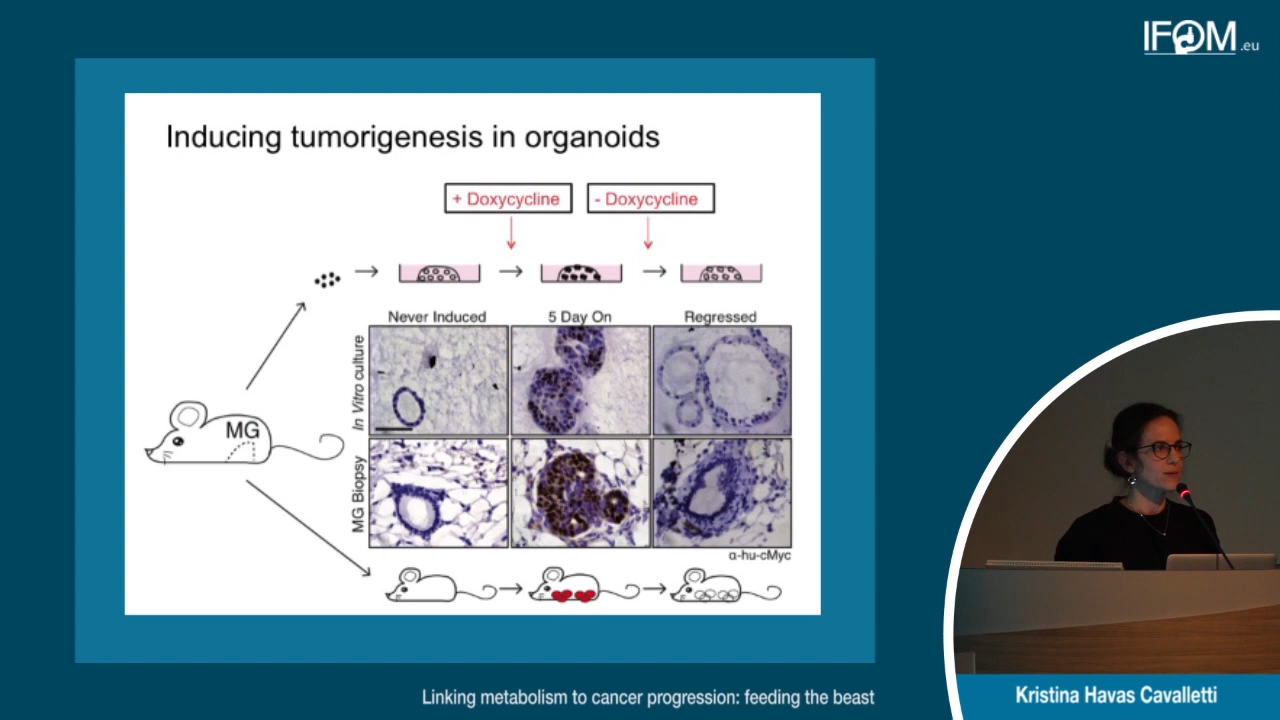 IFOM.eu
Inducing tumorigenesis in organoids
+ Doxycycline
- Doxycycline
Never Induced
5 Day On
Regressed
In Vitro culture
MG
MG Biopsy
α-hu-cMyc
Linking metabolism to cancer progression: feeding the beast
Kristina Havas Cavalletti